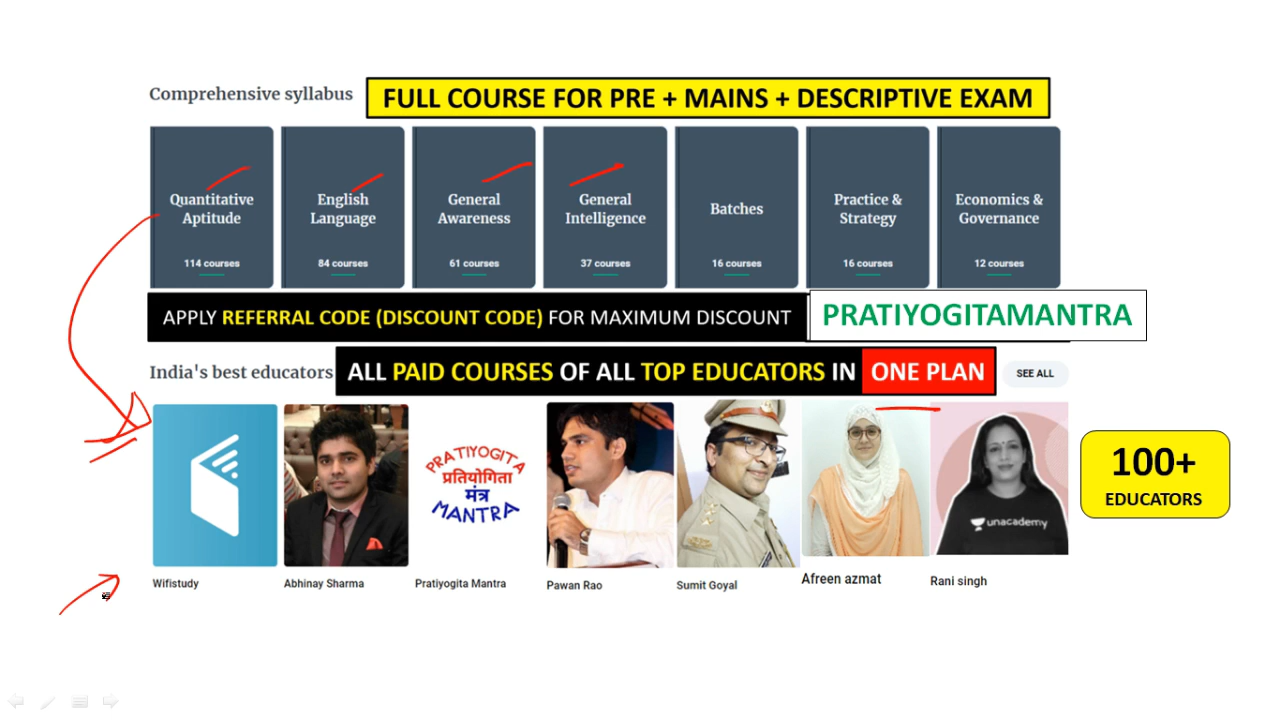 Comprehensive syllabus
FULL COURSE FOR PRE + MAINS + DESCRIPTIVE EXAM
Quantitative
Aptitude
114 courses
English
Language
84 courses
General
Awareness
61 courses
General
Intelligence
37 courses
Batches
16 courses
Practice &
Strategy
16 courses
Economics &
Governance
12 courses
APPLY REFERRAL CODE (DISCOUNT CODE) FOR MAXIMUM DISCOUNT
PRATIYOGITAMANTRA
India's best educators
ALL PAID COURSES OF ALL TOP EDUCATORS IN ONE PLAN
SEE ALL
PRATIYOGITA
प्रतियोगिता
मंत्र
MANTRA
unacademy
100+
EDUCATORS
Wifistudy
Abhinay Sharma
Pratiyogita Mantra
Pawan Rao
Sumit Goyal
Afreen azmat
Rani singh